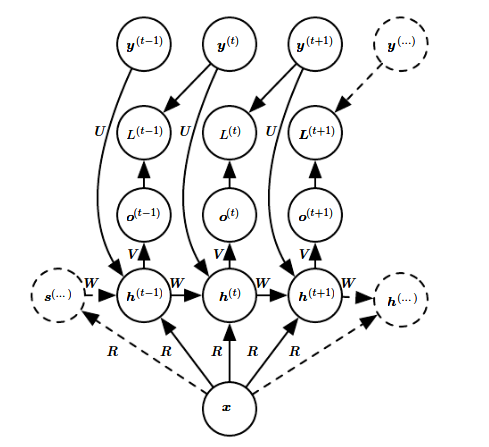 y^(t−1) y^(t) y^(t+1) y^(...)
U L^(t−1) U L^(t) U L^(t+1)
o^(t−1) o^(t) o^(t+1)
V V V
W W W W
s^(...) h^(t−1) h^(t) h^(t+1) h^(...)
R R R R R
x